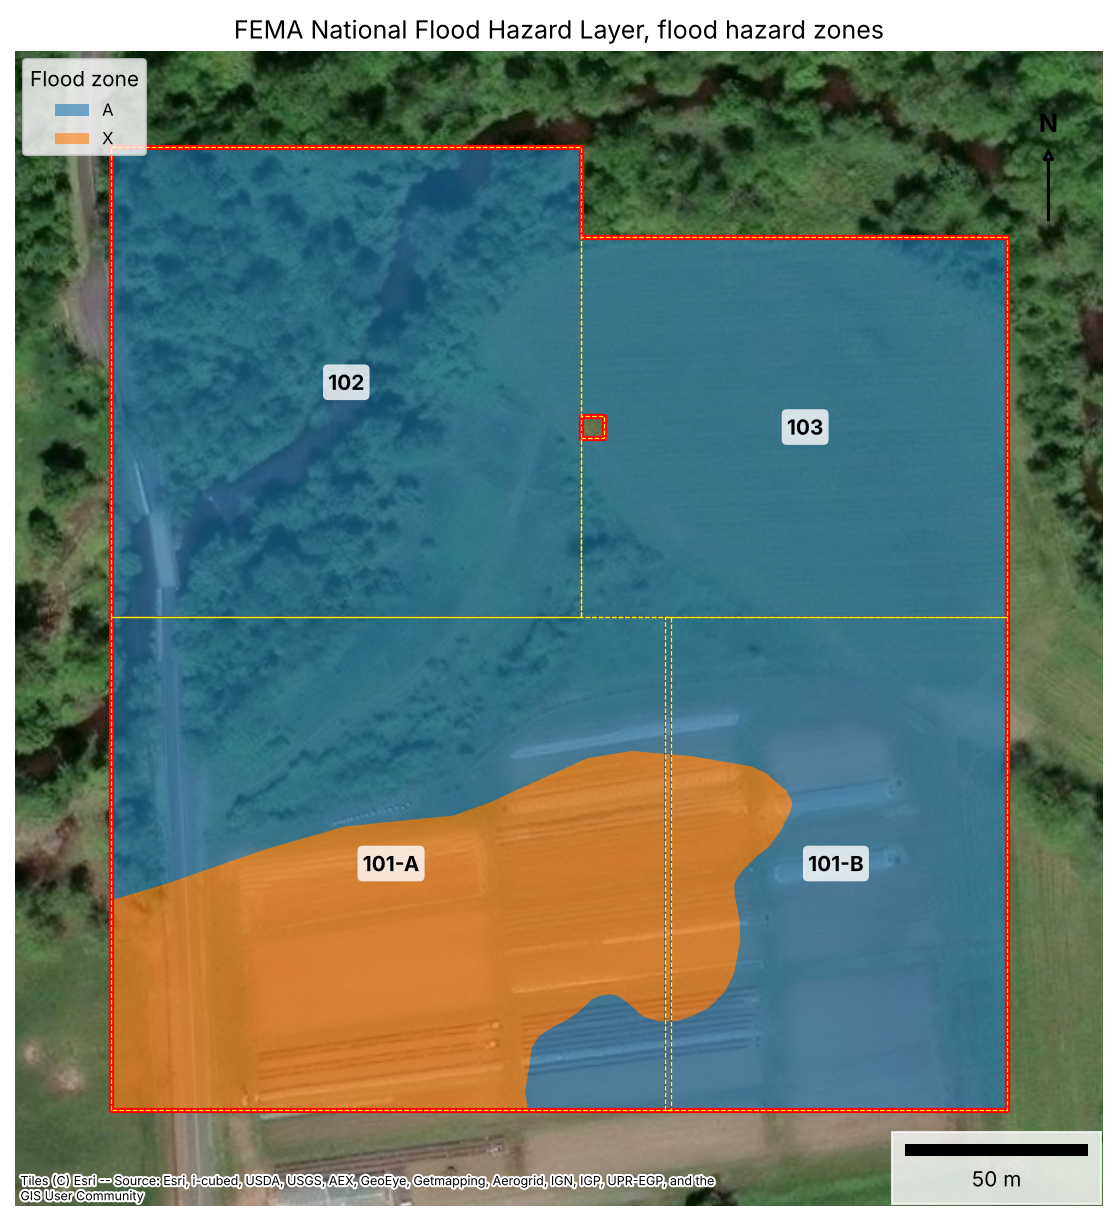 FEMA National Flood Hazard Layer, flood hazard zones
Flood zone
A
X
N
102
103
101-A
101-B
50 m
Tiles (C) Esri -- Source: Esri, i-cubed, USDA, USGS, AEX, GeoEye, Getmapping, Aerogrid, IGN, IGP, UPR-EGP, and the
GIS User Community